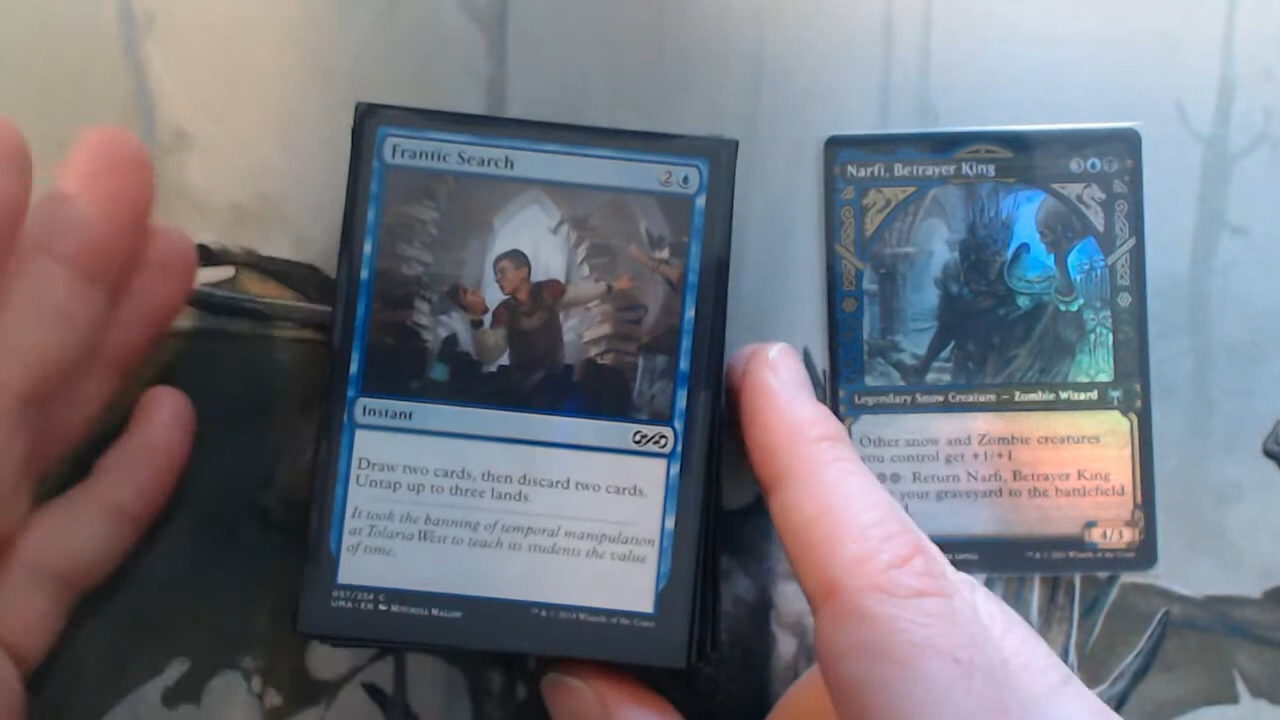 Frantic Search
2
Instant
Draw two cards, then discard two cards.
Untap up to three lands.
It took the banning of temporal manipulation
at Tolaria West to teach its students the value
of time.
057/254 C
UMA • EN Mitchell Malloy
™ & © 2018 Wizards of the Coast
Narfi, Betrayer King
3
Legendary Snow Creature — Zombie Wizard
Other snow and Zombie creatures
you control get +1/+1
: Return Narfi, Betrayer King
your graveyard to the battlefield
4/3
™ & © 2021 Wizards of the Coast